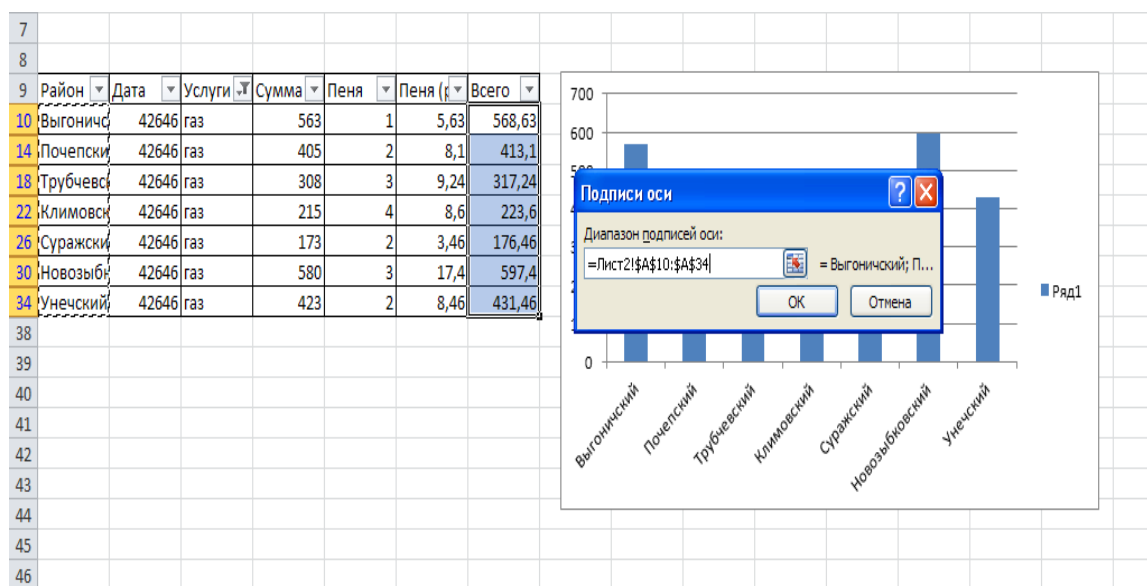 7
8
9 Район Дата Услуги Сумма Пеня Пеня (р Всего
10 Выгоничс 42646 газ 563 1 5,63 568,63
14 Почепски 42646 газ 405 2 8,1 413,1
18 Трубчевс 42646 газ 308 3 9,24 317,24
22 Климовск 42646 газ 215 4 8,6 223,6
26 Суражски 42646 газ 173 2 3,46 176,46
30 Новозыбк 42646 газ 580 3 17,4 597,4
34 Унечский 42646 газ 423 2 8,46 431,46
38
39
40
41
42
43
44
45
46
700
600
0
Подписи оси
Диапазон подписей оси:
=Лист2!$A$10:$A$34 = Выгоничский; П...
ОК Отмена
Ряд1
Выгоничский Почепский Трубчевский Климовский Суражский Новозыбковский Унечский